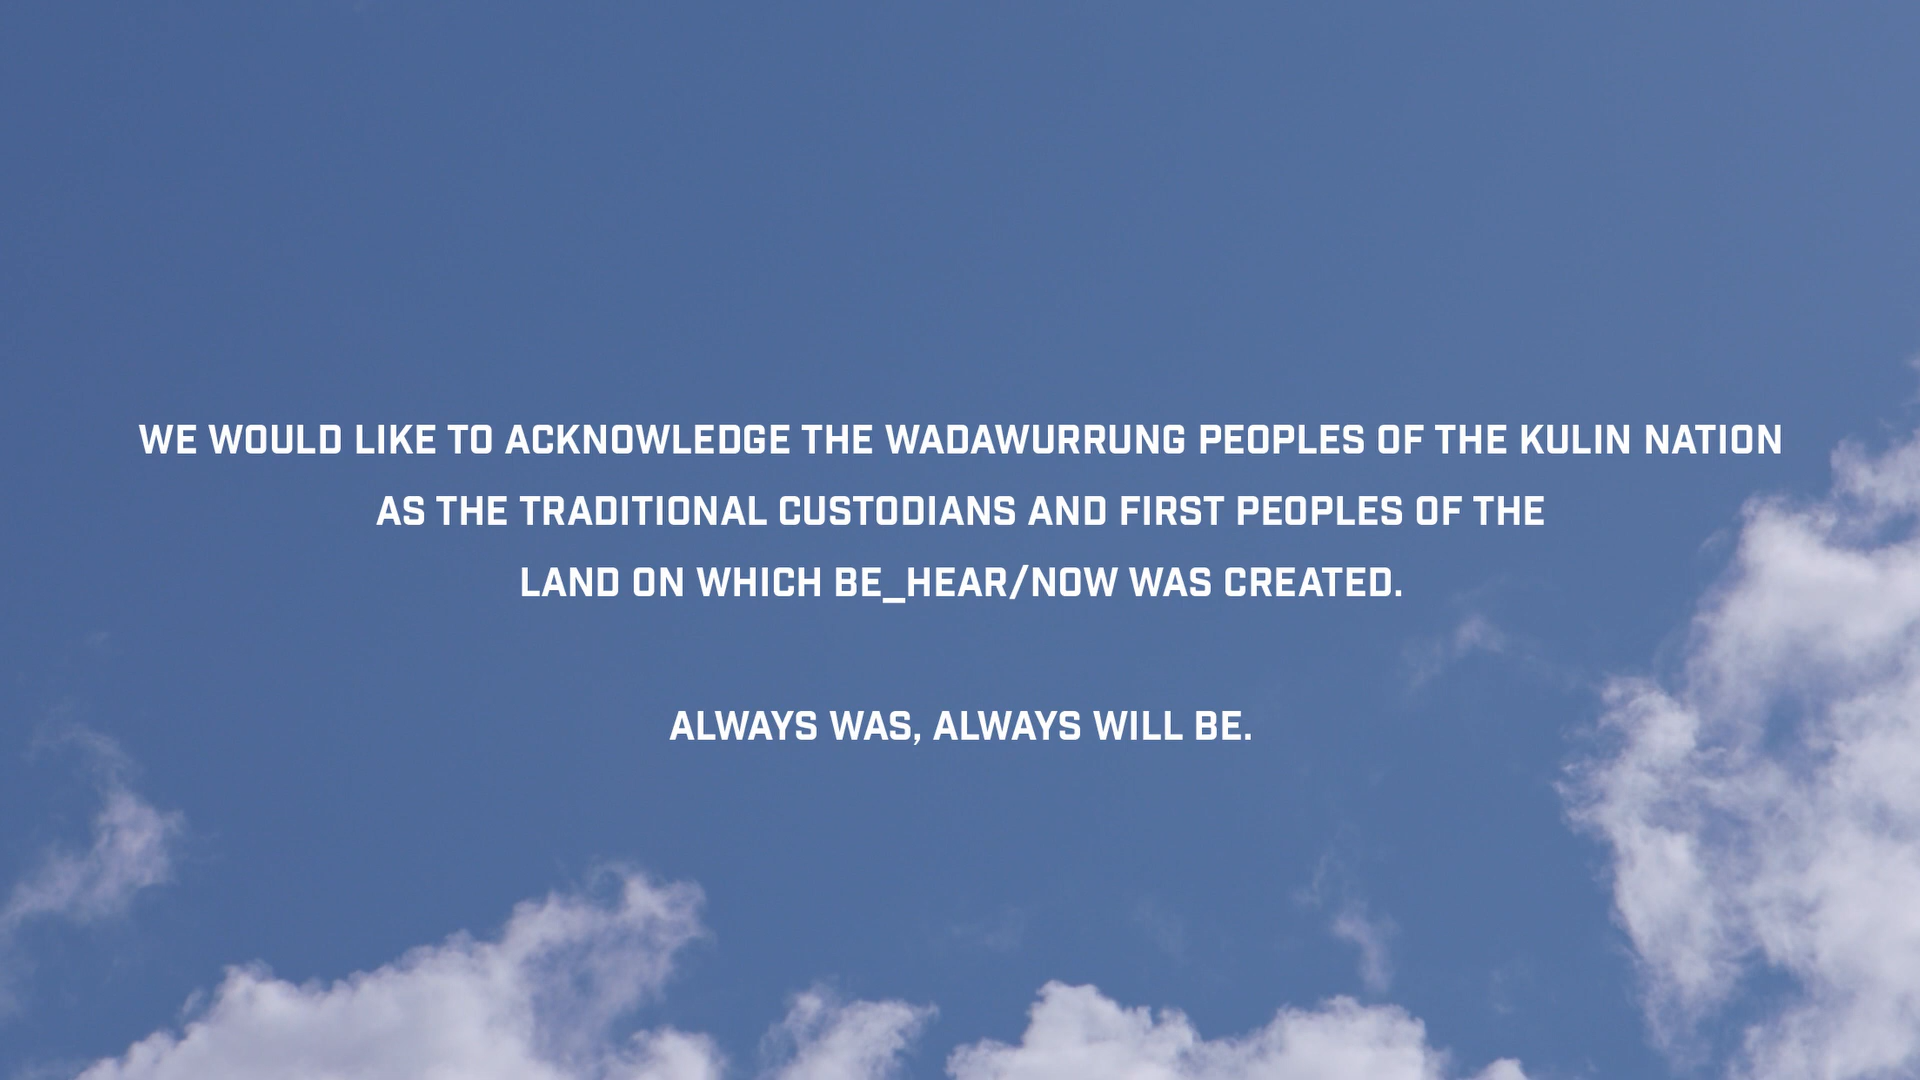 WE WOULD LIKE TO ACKNOWLEDGE THE WADAWURRUNG PEOPLES OF THE KULIN NATION
AS THE TRADITIONAL CUSTODIANS AND FIRST PEOPLES OF THE
LAND ON WHICH BE_HEAR/NOW WAS CREATED.
ALWAYS WAS, ALWAYS WILL BE.